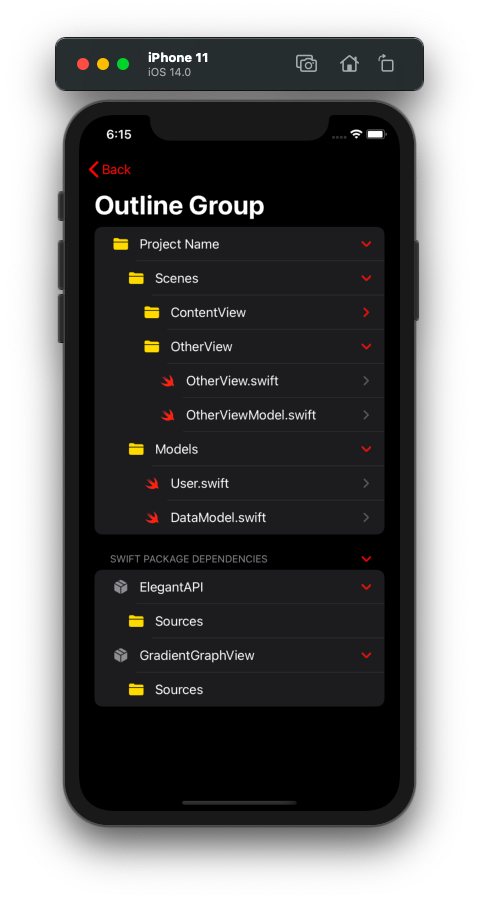 iPhone 11
iOS 14.0
6:15
Back
Outline Group
Project Name
Scenes
ContentView
OtherView
OtherView.swift
OtherViewModel.swift
Models
User.swift
DataModel.swift
SWIFT PACKAGE DEPENDENCIES
ElegantAPI
Sources
GradientGraphView
Sources